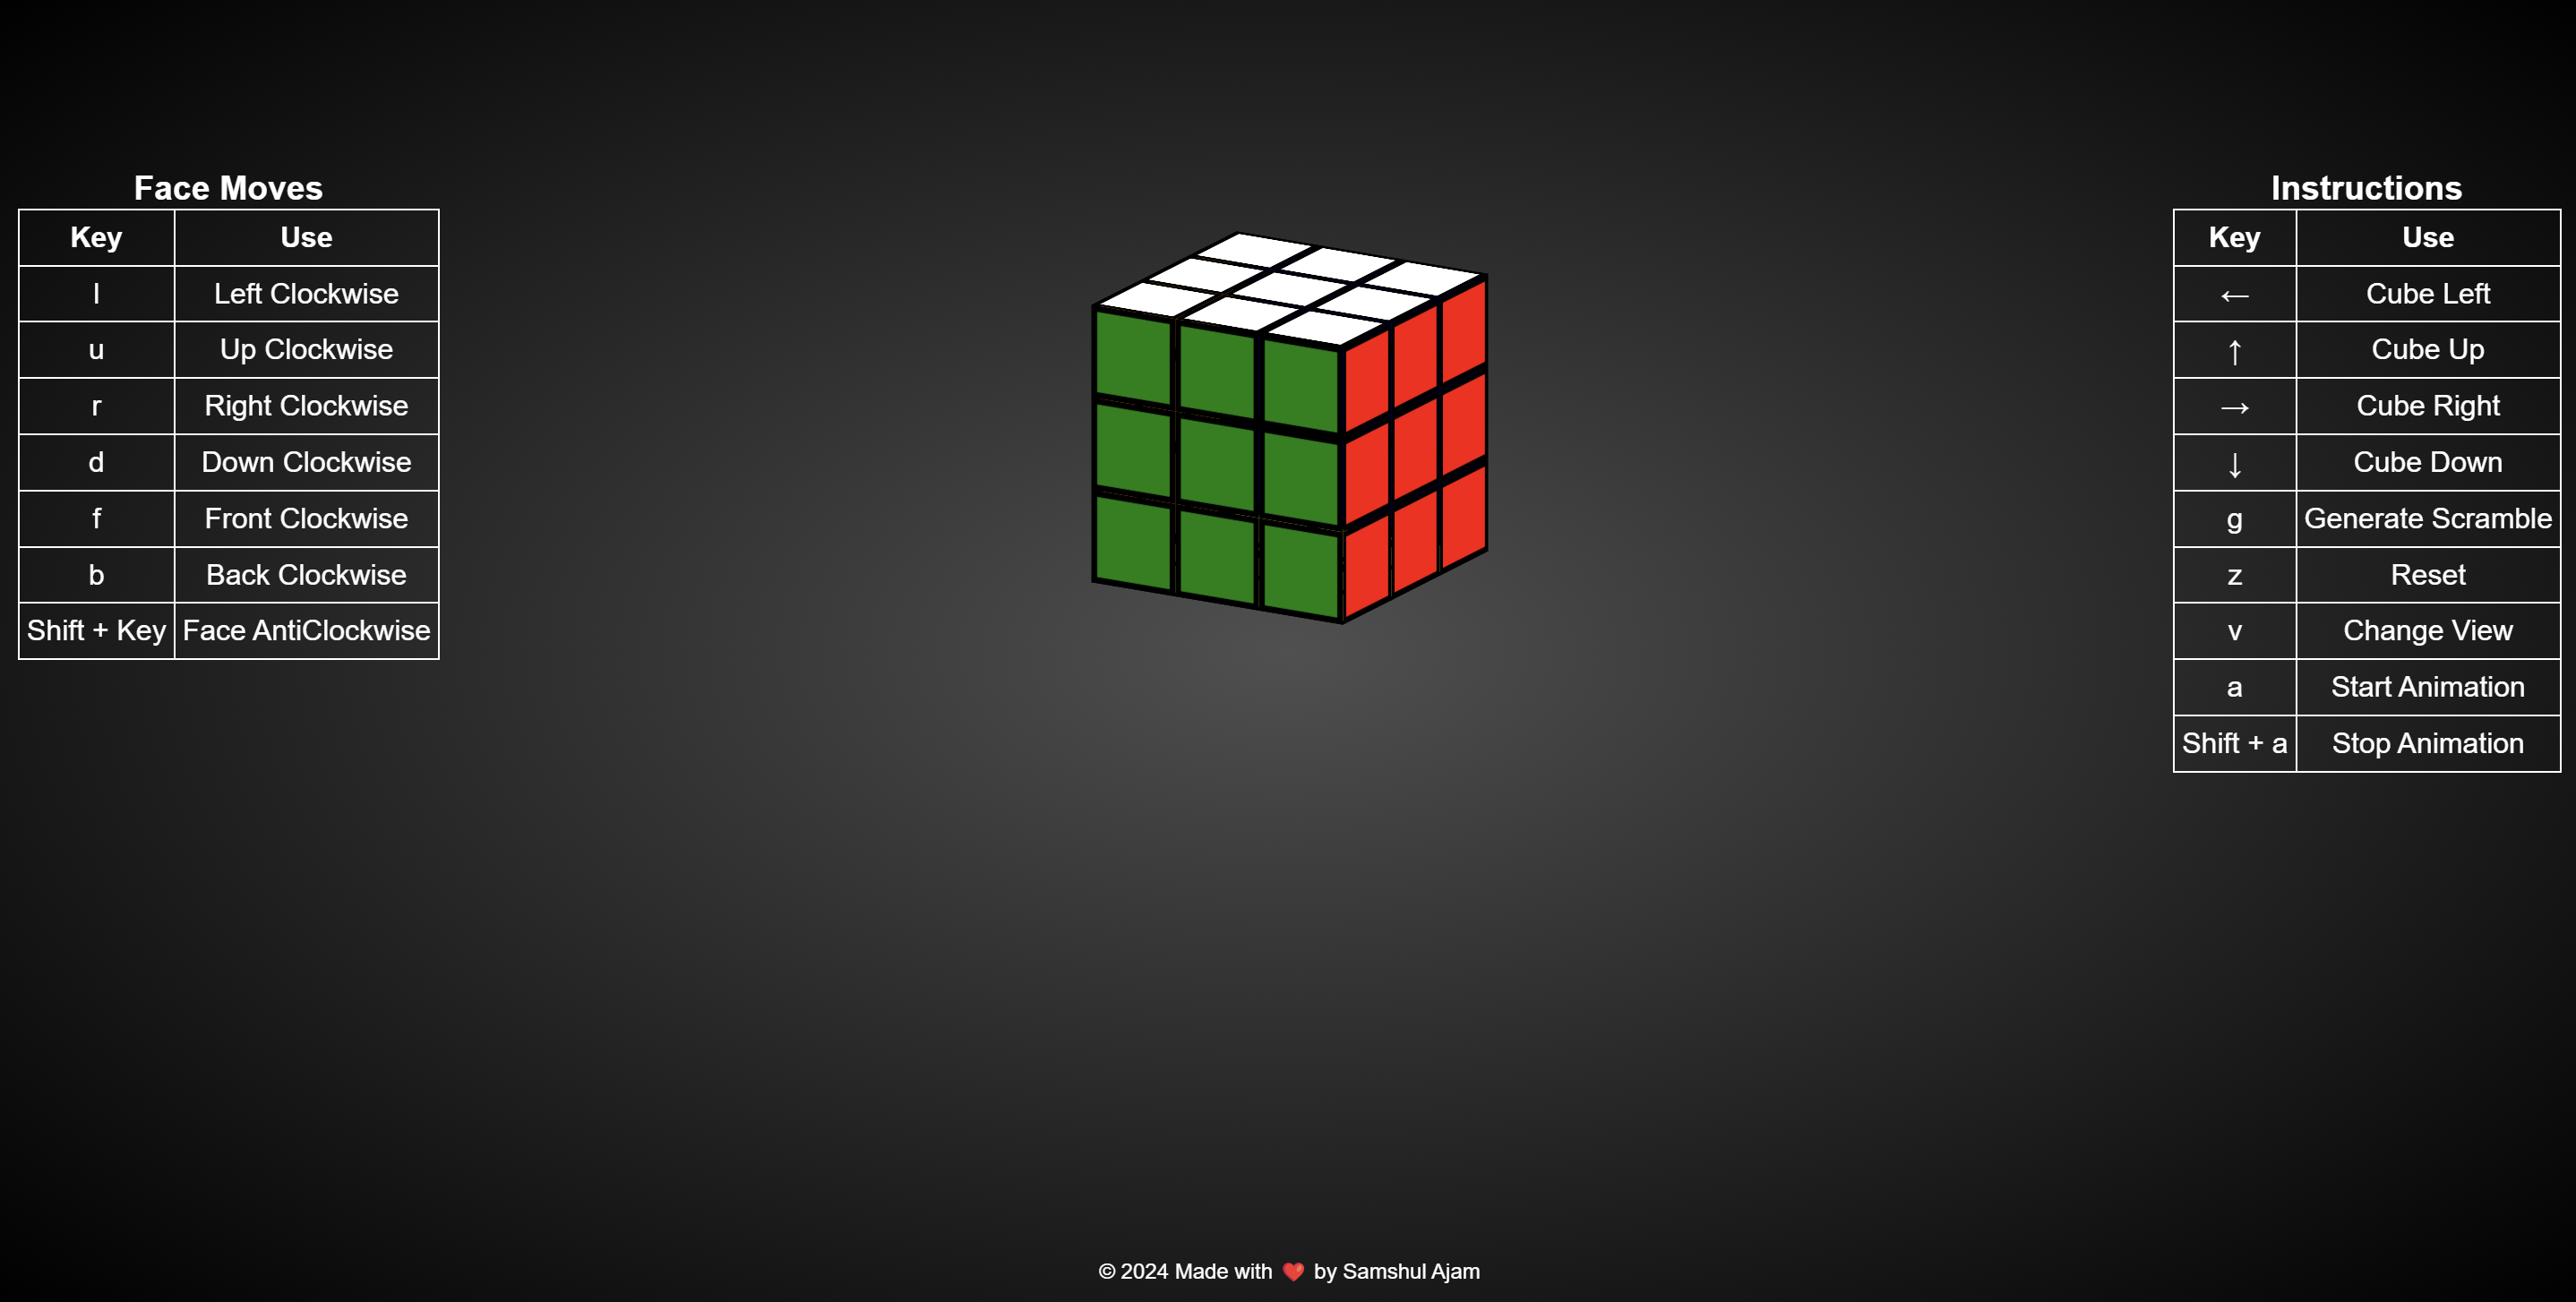 Face Moves
Key Use
l Left Clockwise
u Up Clockwise
r Right Clockwise
d Down Clockwise
f Front Clockwise
b Back Clockwise
Shift + Key Face AntiClockwise
Instructions
Key Use
← Cube Left
↑ Cube Up
→ Cube Right
↓ Cube Down
g Generate Scramble
z Reset
v Change View
a Start Animation
Shift + a Stop Animation
© 2024 Made with ❤️ by Samshul Ajam